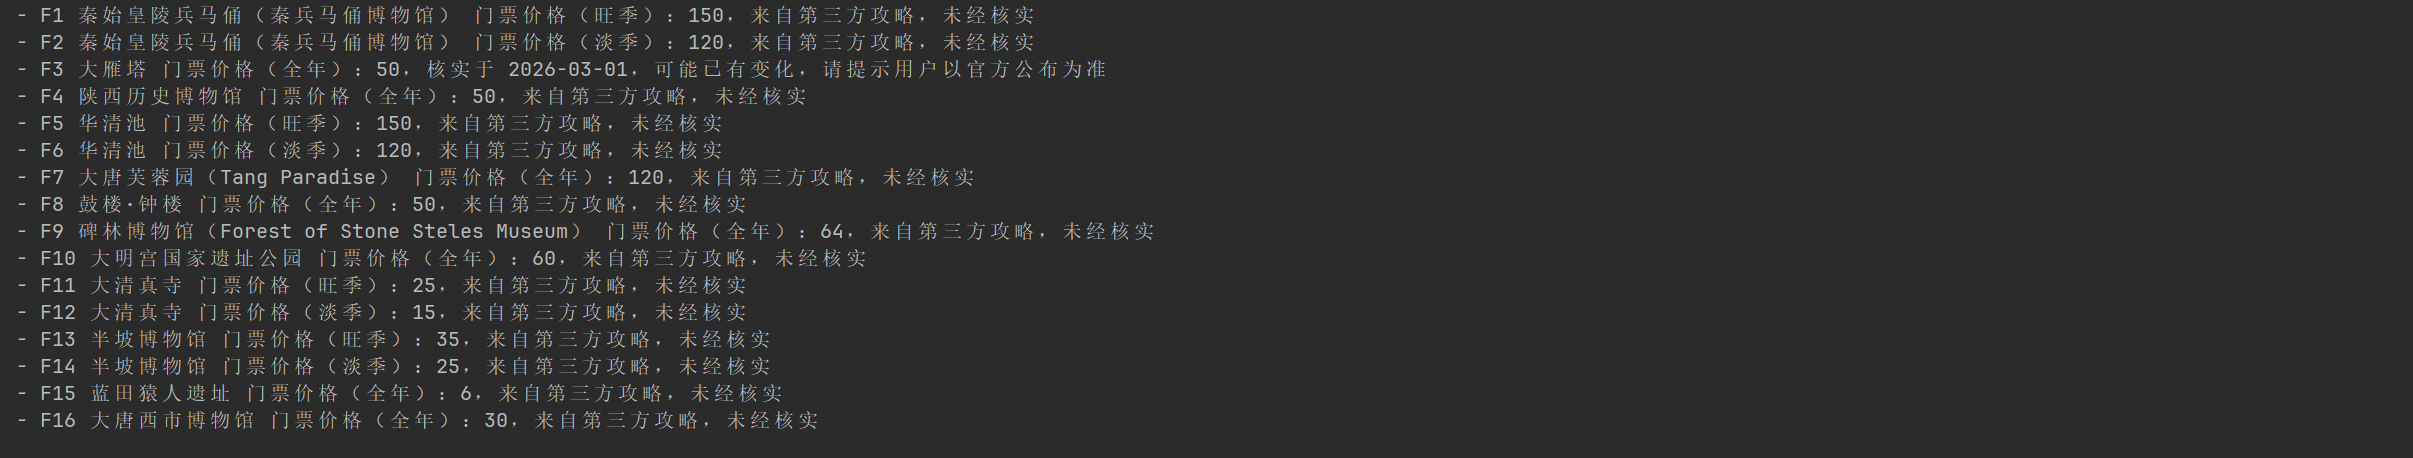 - F1 秦始皇陵兵马俑（秦兵马俑博物馆） 门票价格（旺季）：150，来自第三方攻略，未经核实
- F2 秦始皇陵兵马俑（秦兵马俑博物馆） 门票价格（淡季）：120，来自第三方攻略，未经核实
- F3 大雁塔 门票价格（全年）：50，核实于 2026-03-01，可能已有变化，请提示用户以官方公布为准
- F4 陕西历史博物馆 门票价格（全年）：50，来自第三方攻略，未经核实
- F5 华清池 门票价格（旺季）：150，来自第三方攻略，未经核实
- F6 华清池 门票价格（淡季）：120，来自第三方攻略，未经核实
- F7 大唐芙蓉园（Tang Paradise） 门票价格（全年）：120，来自第三方攻略，未经核实
- F8 鼓楼·钟楼 门票价格（全年）：50，来自第三方攻略，未经核实
- F9 碑林博物馆（Forest of Stone Steles Museum） 门票价格（全年）：64，来自第三方攻略，未经核实
- F10 大明宫国家遗址公园 门票价格（全年）：60，来自第三方攻略，未经核实
- F11 大清真寺 门票价格（旺季）：25，来自第三方攻略，未经核实
- F12 大清真寺 门票价格（淡季）：15，来自第三方攻略，未经核实
- F13 半坡博物馆 门票价格（旺季）：35，来自第三方攻略，未经核实
- F14 半坡博物馆 门票价格（淡季）：25，来自第三方攻略，未经核实
- F15 蓝田猿人遗址 门票价格（全年）：6，来自第三方攻略，未经核实
- F16 大唐西市博物馆 门票价格（全年）：30，来自第三方攻略，未经核实